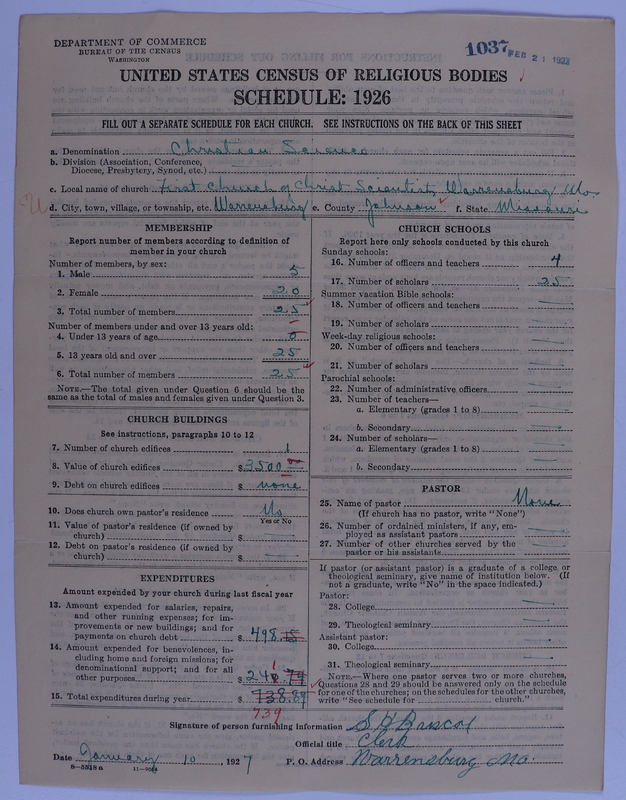 DEPARTMENT OF COMMERCE
BUREAU OF THE CENSUS
WASHINGTON
1037 FEB 21 192
UNITED STATES CENSUS OF RELIGIOUS BODIES
SCHEDULE: 1926
FILL OUT A SEPARATE SCHEDULE FOR EACH CHURCH. SEE INSTRUCTIONS ON THE BACK OF THIS SHEET
a. Denomination Christian Science
b. Division (Association, Conference,
Diocese, Presbytery, Synod, etc.)
c. Local name of church First Church of Christ Scientist, Warrensburg Mo.
d. City, town, village, or township, etc. Warrensburg e. County Johnson f. State Missouri
MEMBERSHIP
Report number of members according to definition of
member in your church
Number of members, by sex:
1. Male 5
2. Female 20
3. Total number of members 25
Number of members under and over 13 years old:
4. Under 13 years of age 0
5. 13 years old and over 25
6. Total number of members 25
NOTE.—The total given under Question 6 should be the
same as the total of males and females given under Question 3.
CHURCH BUILDINGS
See instructions, paragraphs 10 to 12
7. Number of church edifices 1
8. Value of church edifices $3500 00
9. Debt on church edifices $ none
10. Does church own pastor's residence No
Yes or No
11. Value of pastor's residence (if owned by
church) $
12. Debt on pastor's residence (if owned by
church) $
EXPENDITURES
Amount expended by your church during last fiscal year
13. Amount expended for salaries, repairs,
and other running expenses; for im-
provements or new buildings; and for
payments on church debt $ 498.15
14. Amount expended for benevolences, in-
cluding home and foreign missions; for
denominational support; and for all
other purposes $ 240.74
1
15. Total expenditures during year $ 738.89
739
CHURCH SCHOOLS
Report here only schools conducted by this church
Sunday schools:
16. Number of officers and teachers 4
17. Number of scholars 25
Summer vacation Bible schools:
18. Number of officers and teachers
19. Number of scholars
Week-day religious schools:
20. Number of officers and teachers
21. Number of scholars
Parochial schools:
22. Number of administrative officers
23. Number of teachers—
a. Elementary (grades 1 to 8)
b. Secondary
24. Number of scholars—
a. Elementary (grades 1 to 8)
b. Secondary
PASTOR
25. Name of pastor None
(If church has no pastor, write "None")
26. Number of ordained ministers, if any, em-
ployed as assistant pastors
27. Number of other churches served by the
pastor or his assistants
If pastor (or assistant pastor) is a graduate of a college or
theological seminary, give name of institution below. (If
not a graduate, write "No" in the space indicated.)
Pastor:
28. College
29. Theological seminary
Assistant pastor:
30. College
31. Theological seminary
NOTE.—Where one pastor serves two or more churches,
Questions 28 and 29 should be answered only on the schedule
for one of the churches; on the schedules for the other churches,
write "See schedule for church."
Signature of person furnishing information Briscoe
Official title Clerk
Date January 10, 1927 P. O. Address Warrensburg Mo.